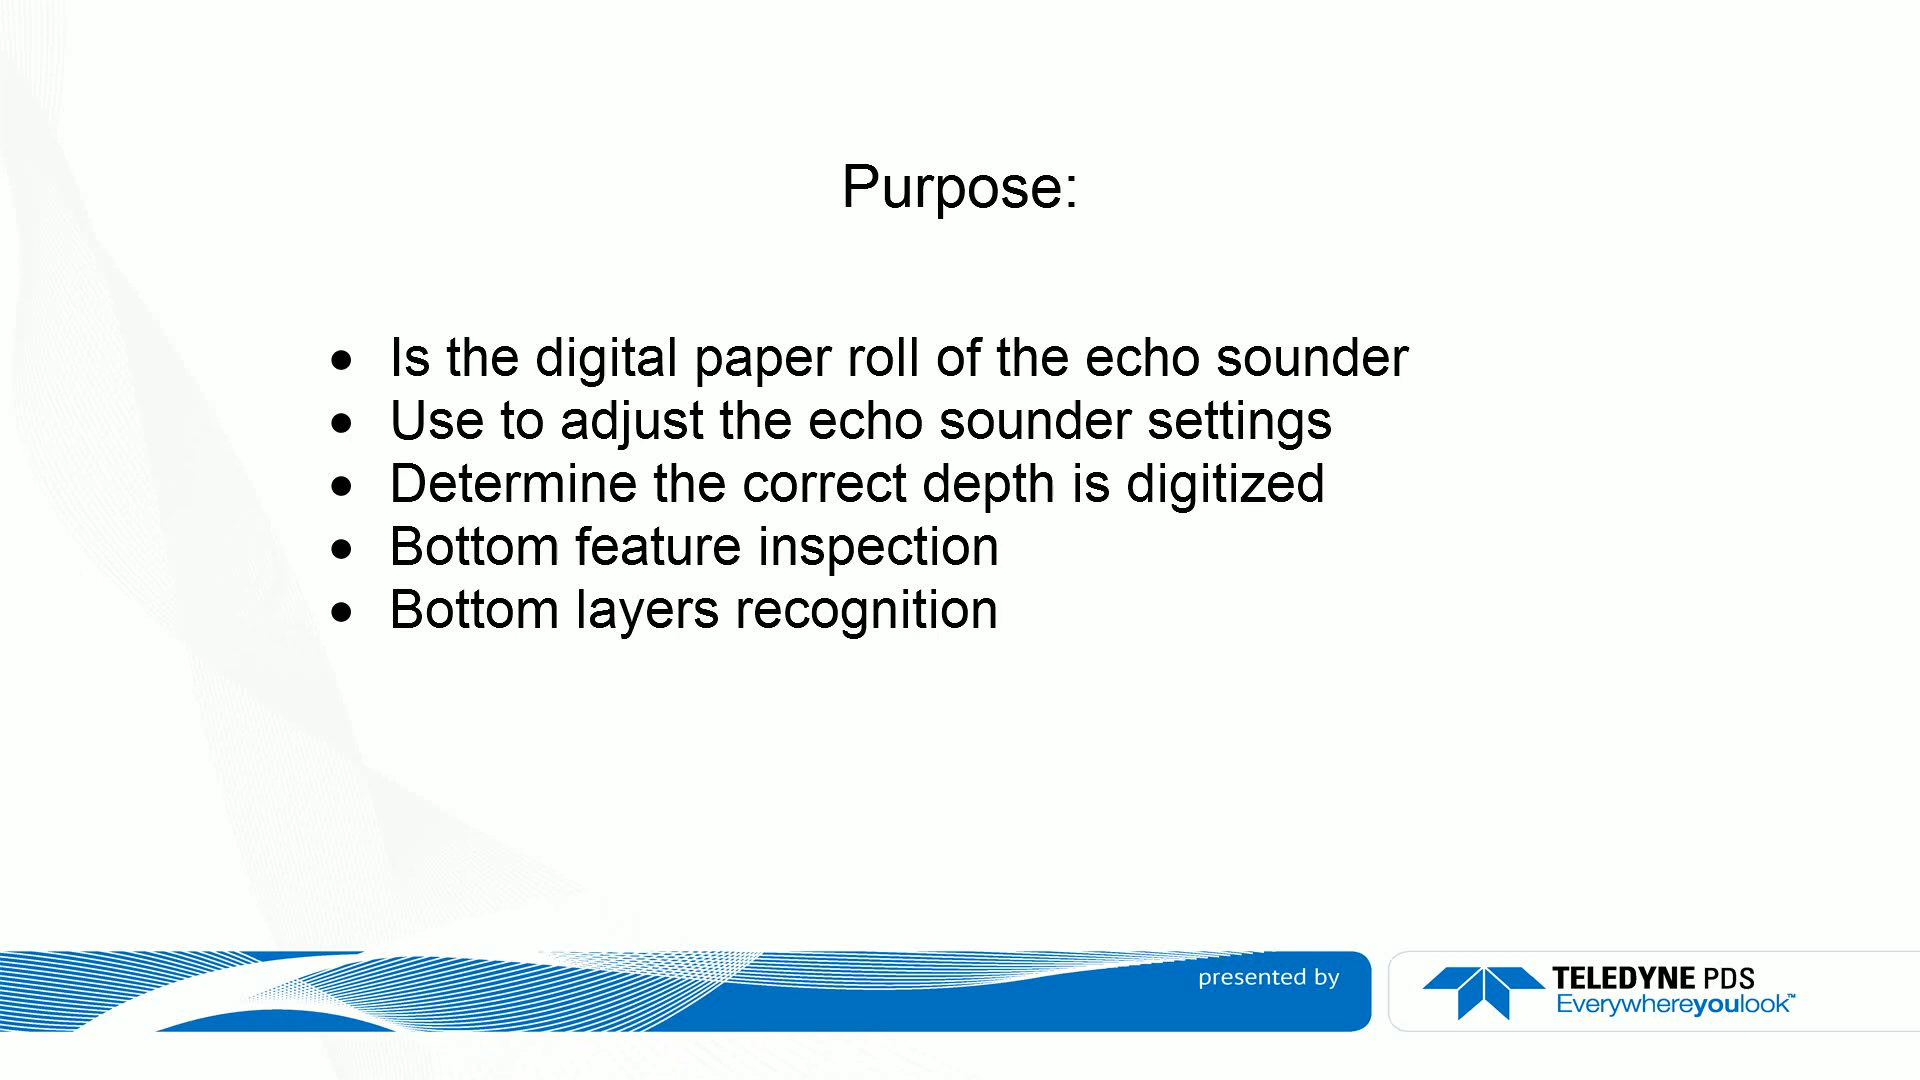 Purpose:
• Is the digital paper roll of the echo sounder
• Use to adjust the echo sounder settings
• Determine the correct depth is digitized
• Bottom feature inspection
• Bottom layers recognition
presented by
TELEDYNE PDS
Everywhereyoulook™